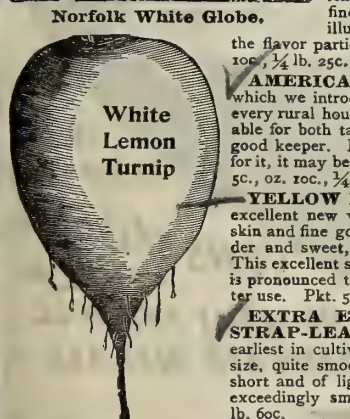 Norfolk White Globe.
White
Lemon
Turnip
fine
illu
the flavor parti
10c., ¼ lb. 25c.
AMERICA
which we introd
every rural hou
able for both ta
good keeper.
for it, it may be
5c., oz. 10c., ¼
YELLOW
excellent new v
skin and fine go
der and sweet,
This excellent s
is pronounced t
ter use. Pkt. 5
EXTRA E
STRAP-LEA
earliest in cultiv
size, quite smoo
short and of lig
exceedingly sm
lb. 60c.